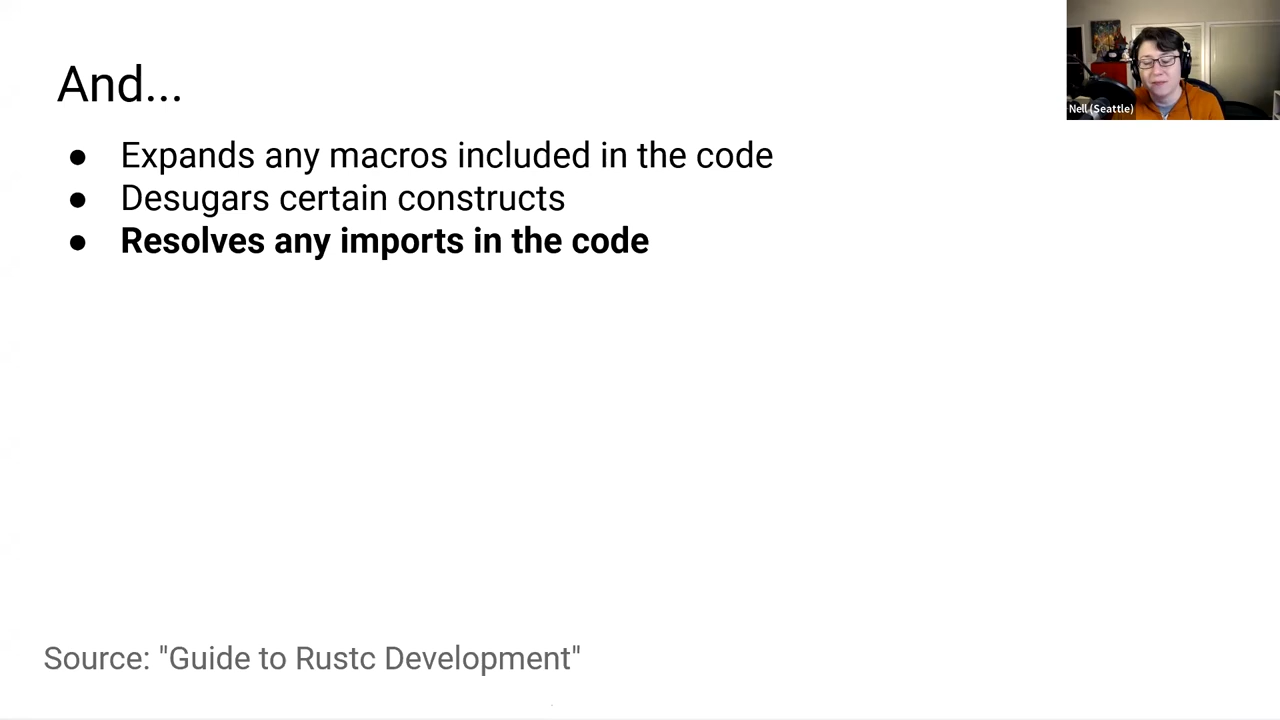 And...
● Expands any macros included in the code
● Desugars certain constructs
● Resolves any imports in the code
Source: "Guide to Rustc Development"
Nell (Seattle)